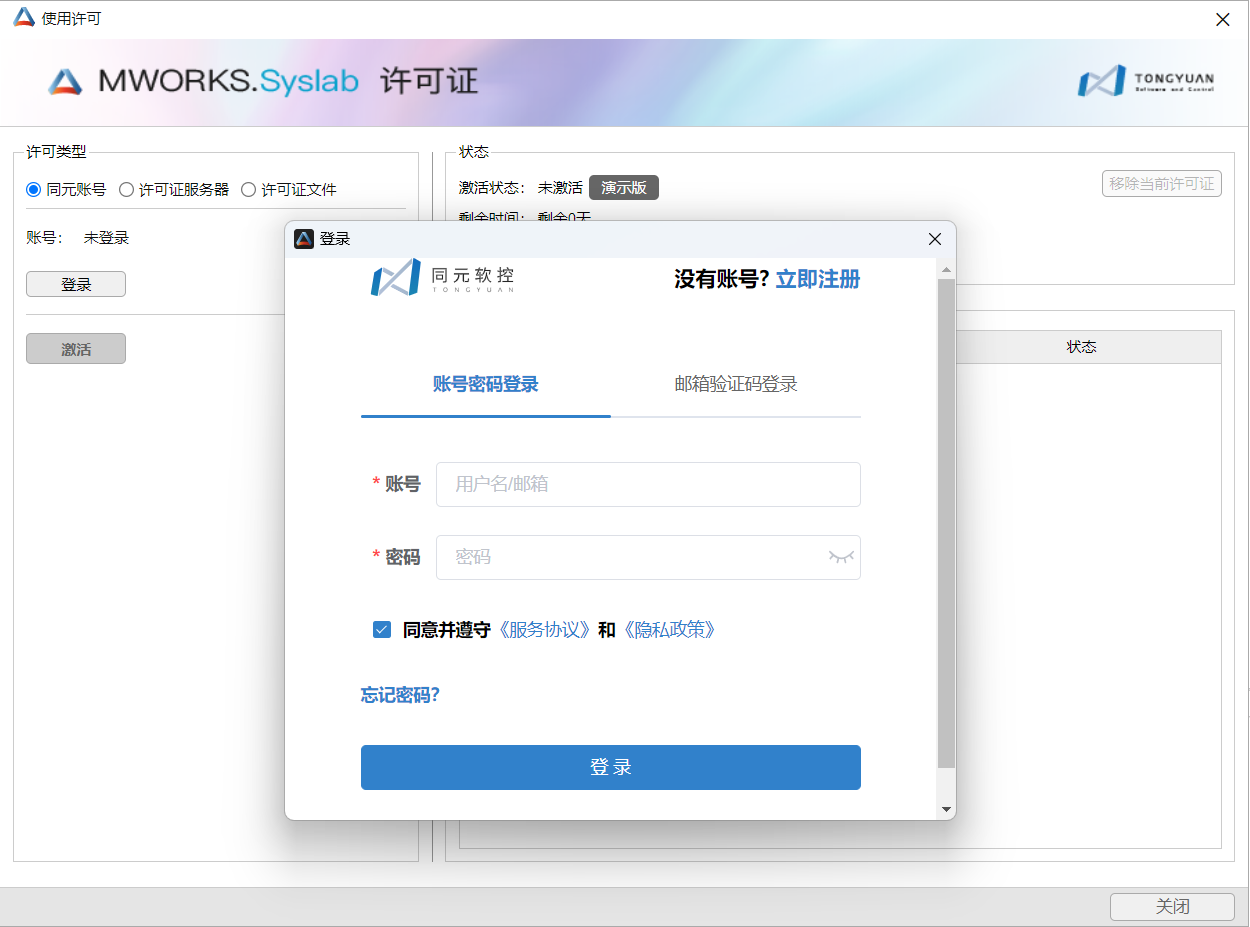 使用许可
MWORKS.Syslab 许可证
TONGYUAN
Software and Control
许可类型
同元账号 许可证服务器 许可证文件
账号： 未登录
登录
激活
状态
激活状态： 未激活 演示版
移除当前许可证
剩余时间： 剩余0天
状态
登录
同元软控
TONGYUAN
没有账号? 立即注册
账号密码登录 邮箱验证码登录
* 账号 用户名/邮箱
* 密码 密码
同意并遵守《服务协议》和《隐私政策》
忘记密码?
登录
关闭